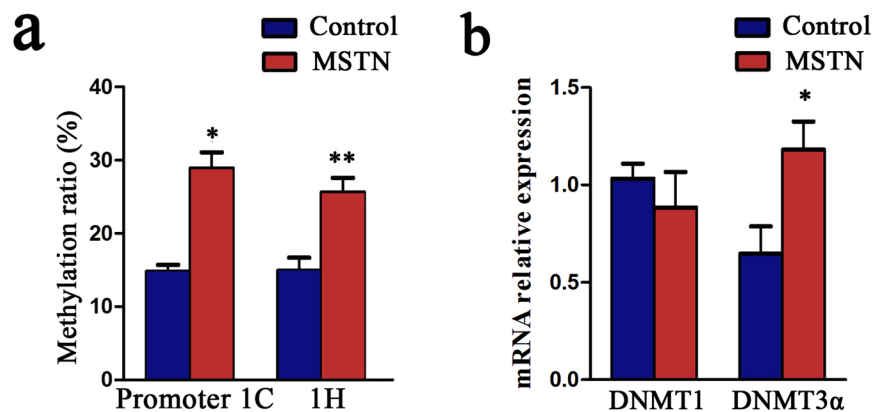 a
Control
MSTN
Methylation ratio (%)
40
30
20
10
0
*
**
Promoter 1C 1H
b
Control
MSTN
mRNA relative expression
1.5
1.0
0.5
0.0
*
DNMT1 DNMT3α